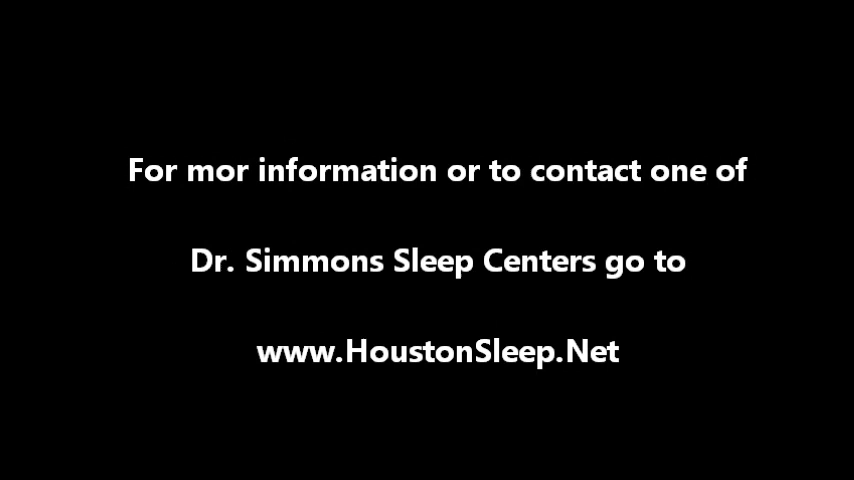 For mor information or to contact one of
Dr. Simmons Sleep Centers go to
www.HoustonSleep.Net